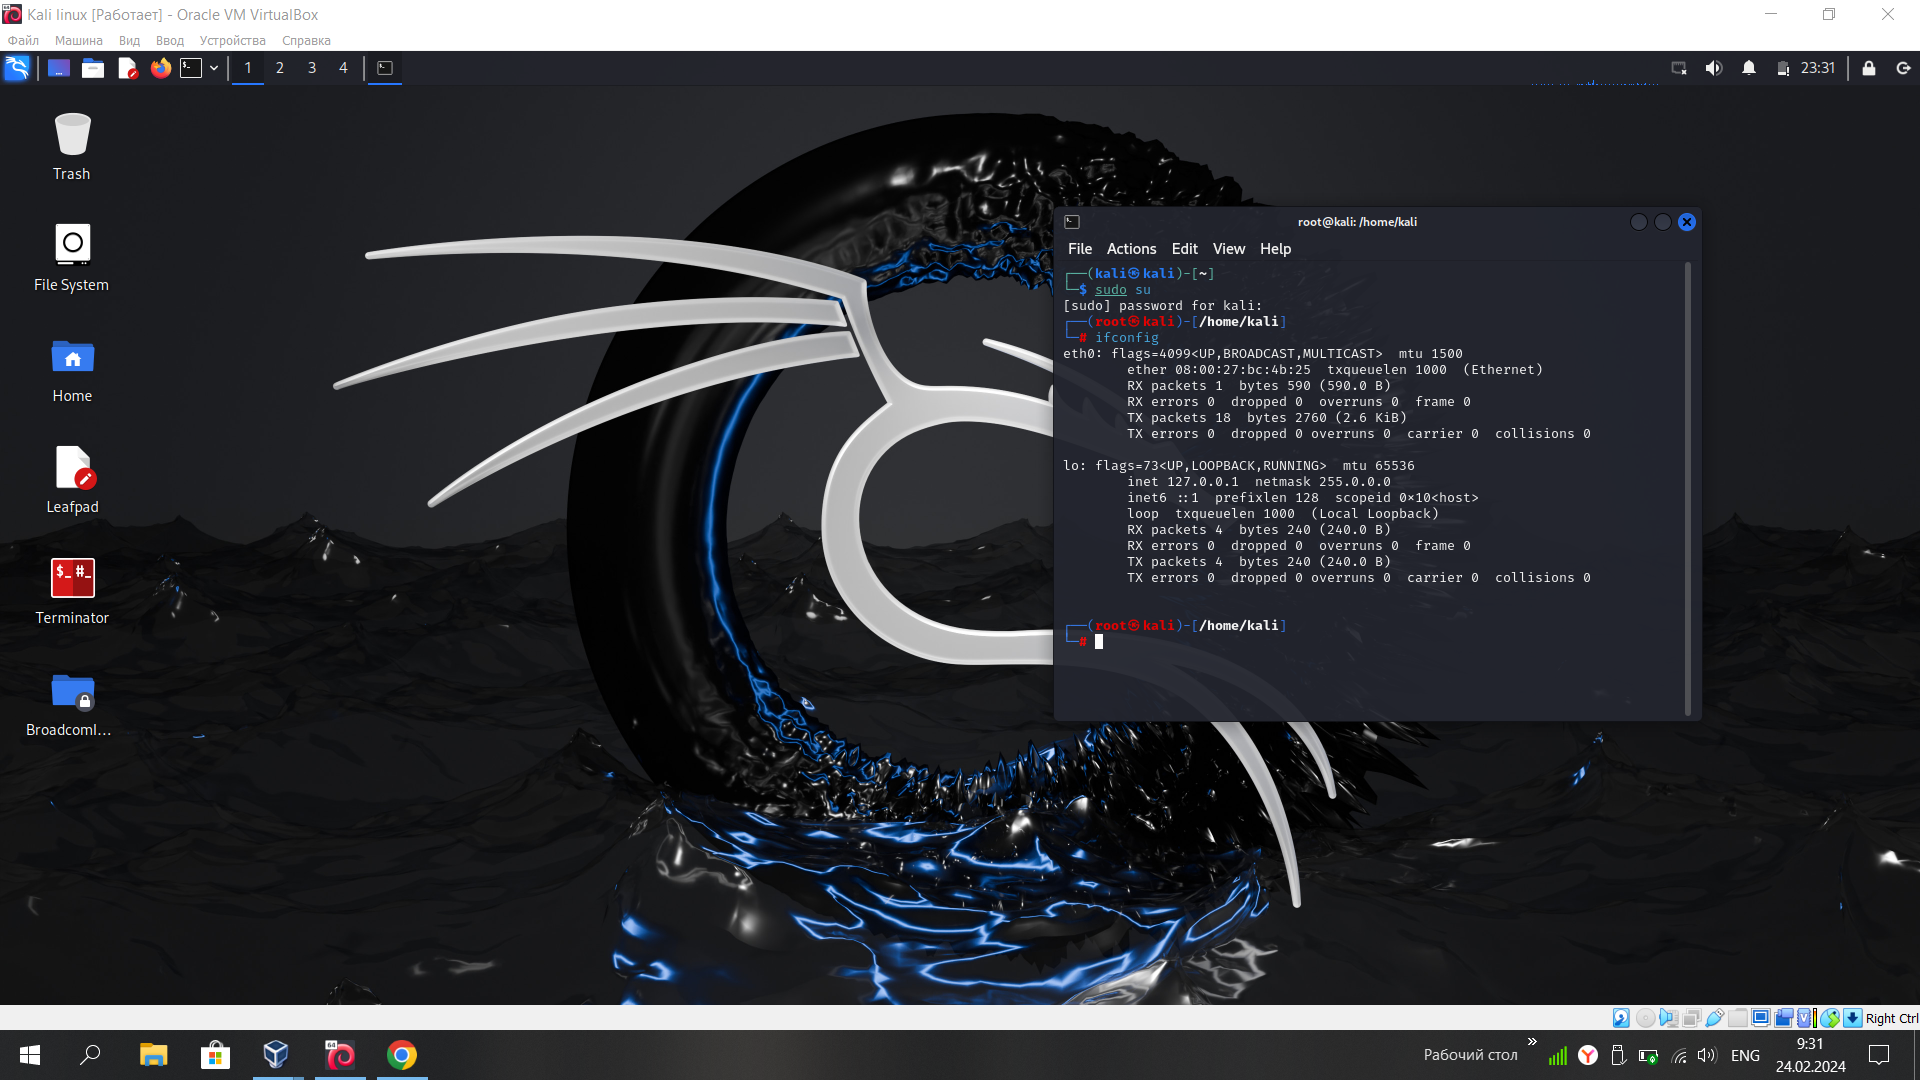 Kali linux [Работает] - Oracle VM VirtualBox
Файл Машина Вид Ввод Устройства Справка
1 2 3 4
23:31
Trash
File System
Home
Leafpad
$_ #_
Terminator
BroadcomI...
root@kali: /home/kali
File Actions Edit View Help
┌──(kali㉿kali)-[~]
└─$ sudo su
[sudo] password for kali:
┌──(root㉿kali)-[/home/kali]
└─# ifconfig
eth0: flags=4099<UP,BROADCAST,MULTICAST>  mtu 1500
        ether 08:00:27:bc:4b:25  txqueuelen 1000  (Ethernet)
        RX packets 1  bytes 590 (590.0 B)
        RX errors 0  dropped 0  overruns 0  frame 0
        TX packets 18  bytes 2760 (2.6 KiB)
        TX errors 0  dropped 0 overruns 0  carrier 0  collisions 0
lo: flags=73<UP,LOOPBACK,RUNNING>  mtu 65536
        inet 127.0.0.1  netmask 255.0.0.0
        inet6 ::1  prefixlen 128  scopeid 0×10<host>
        loop  txqueuelen 1000  (Local Loopback)
        RX packets 4  bytes 240 (240.0 B)
        RX errors 0  dropped 0  overruns 0  frame 0
        TX packets 4  bytes 240 (240.0 B)
        TX errors 0  dropped 0 overruns 0  carrier 0  collisions 0
┌──(root㉿kali)-[/home/kali]
└─#
Right Ctrl
64
Рабочий стол
ENG
9:31
24.02.2024